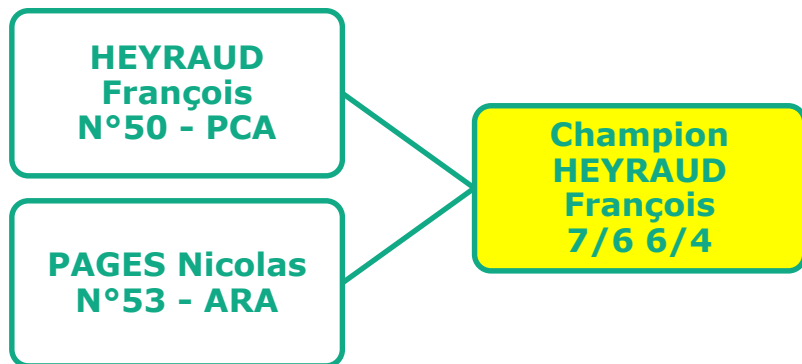 HEYRAUD
François
N°50 - PCA
PAGES Nicolas
N°53 - ARA
Champion
HEYRAUD
François
7/6 6/4